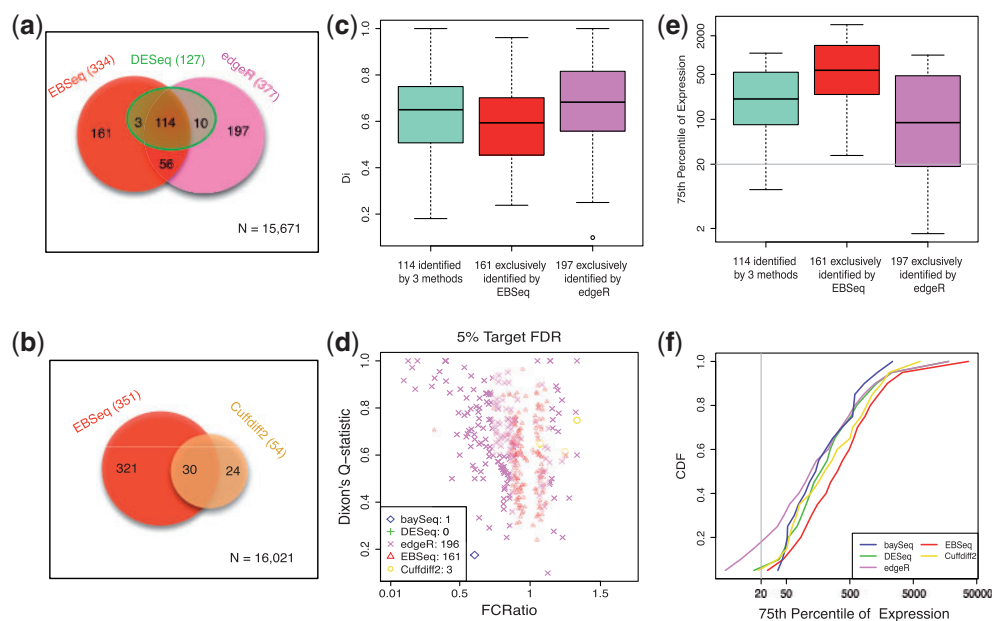 (a)
EBSeq (334)
DESeq (127)
edgeR (377)
161
3
114
10
197
56
N = 15,671
(b)
EBSeq (351)
Cuffdiff2 (54)
321
30
24
N = 16,021
(c)
Di
1.0
0.8
0.6
0.4
0.2
114 identified
by 3 methods
161 exclusively
identified by
EBSeq
197 exclusively
identified by
edgeR
(d)
5% Target FDR
Dixon's Q-statistic
1.0
0.8
0.6
0.4
0.2
baySeq: 1
DESeq: 0
edgeR: 196
EBSeq: 161
Cuffdiff2: 3
0.01
0.5
1
1.5
FCRatio
(e)
75th Percentile of Expression
2000
500
100
20
2
114 identified
by 3 methods
161 exclusively
identified by
EBSeq
197 exclusively
identified by
edgeR
(f)
CDF
1.0
0.8
0.6
0.4
0.2
baySeq
DESeq
edgeR
EBSeq
Cuffdiff2
20
50
500
5000
50000
75th Percentile of Expression